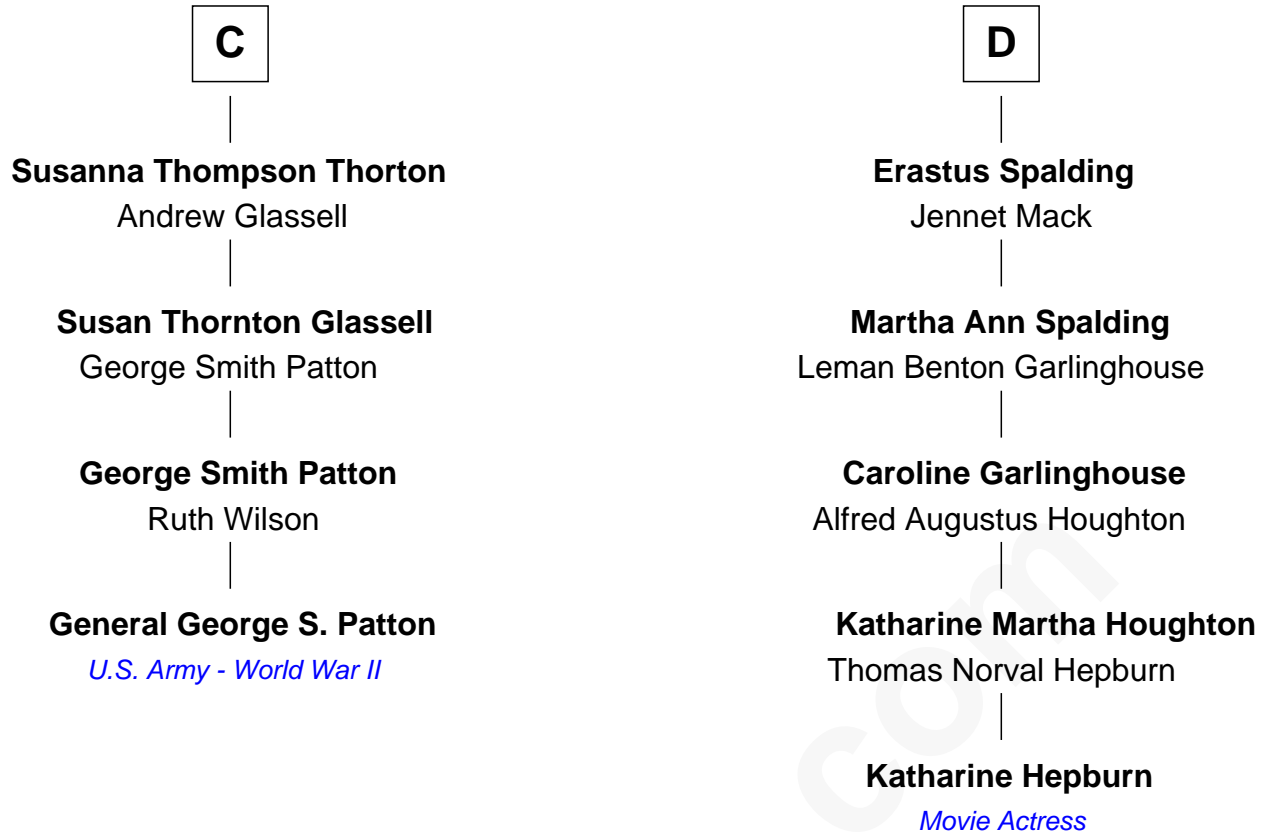 C
Susanna Thompson Thorton
Andrew Glassell
Susan Thornton Glassell
George Smith Patton
George Smith Patton
Ruth Wilson
General George S. Patton
U.S. Army - World War II
D
Erastus Spalding
Jennet Mack
Martha Ann Spalding
Leman Benton Garlinghouse
Caroline Garlinghouse
Alfred Augustus Houghton
Katharine Martha Houghton
Thomas Norval Hepburn
Katharine Hepburn
Movie Actress
com